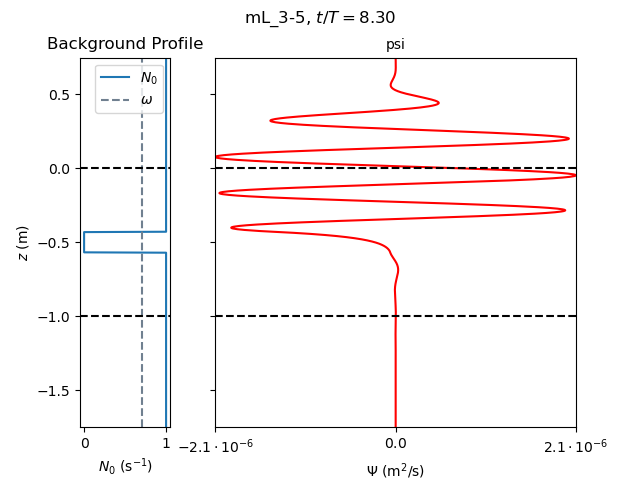 mL_3-5, t/T = 8.30
Background Profile
psi
N₀
ω
0.5
0.0
−0.5
−1.0
−1.5
z (m)
0
1
N₀ (s⁻¹)
−2.1 · 10⁻⁶
0.0
2.1 · 10⁻⁶
Ψ (m²/s)